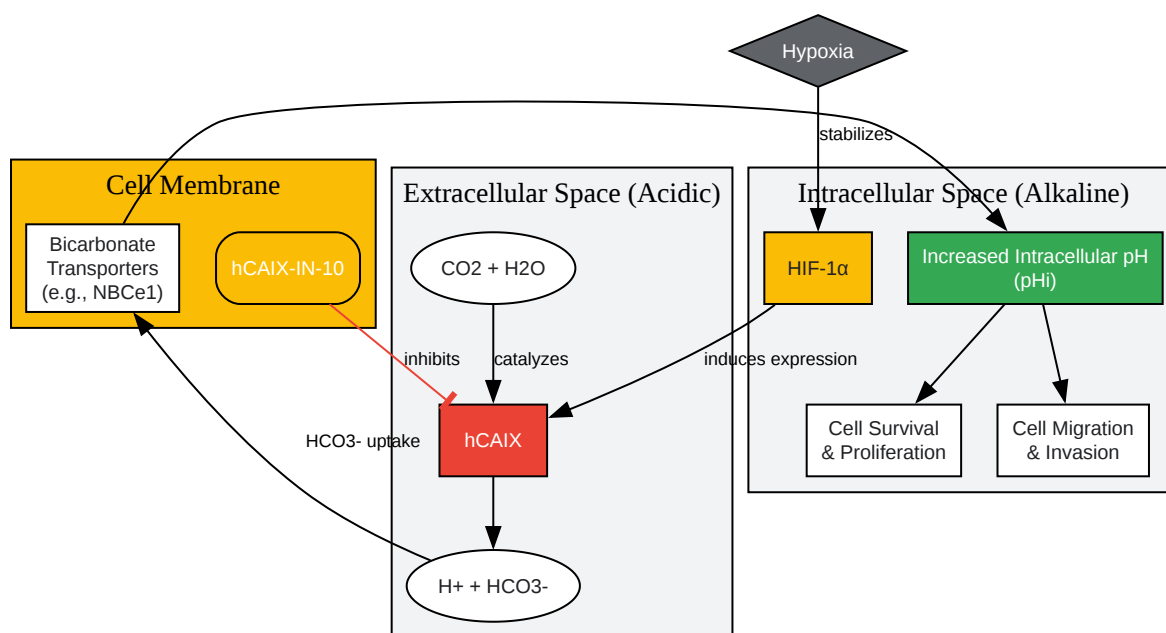 Hypoxia
stabilizes
Cell Membrane
Bicarbonate
Transporters
(e.g., NBCe1)
hCAIX-IN-10
Extracellular Space (Acidic)
CO2 + H2O
inhibits
catalyzes
hCAIX
HCO3- uptake
H+ + HCO3-
Intracellular Space (Alkaline)
HIF-1α
Increased Intracellular pH
(pHi)
induces expression
Cell Survival
& Proliferation
Cell Migration
& Invasion